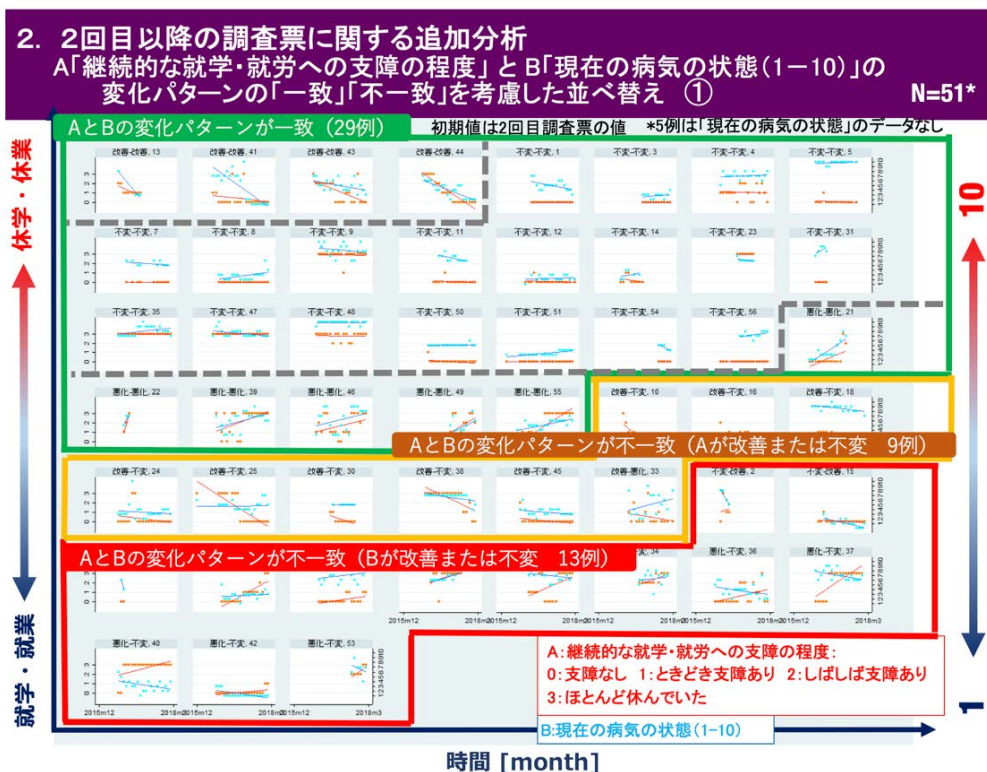 2. 2回目以降の調査票に関する追加分析
A「継続的な就学・就労への支障の程度」とB「現在の病気の状態(1-10)」の
変化パターンの「一致」「不一致」を考慮した並べ替え ① N=51*
AとBの変化パターンが一致(29例) 初期値は2回目調査票の値 *5例は「現在の病気の状態」のデータなし
休学・休業
就学・就業
10
1
改善-改善, 13 改善-改善, 41 改善-改善, 43 改善-改善, 44 不変-不変, 1 不変-不変, 3 不変-不変, 4 不変-不変, 5
不変-不変, 7 不変-不変, 8 不変-不変, 9 不変-不変, 11 不変-不変, 12 不変-不変, 14 不変-不変, 23 不変-不変, 31
不変-不変, 35 不変-不変, 47 不変-不変, 48 不変-不変, 50 不変-不変, 51 不変-不変, 54 不変-不変, 56 悪化-悪化, 21
悪化-悪化, 22 悪化-悪化, 39 悪化-悪化, 46 悪化-悪化, 49 悪化-悪化, 55 改善-不変, 10 改善-不変, 16 改善-不変, 18
AとBの変化パターンが不一致(Aが改善または不変 9例)
改善-不変, 24 改善-不変, 25 改善-不変, 30 改善-不変, 38 改善-不変, 45 改善-悪化, 33 不変-改善, 2 不変-改善, 15
AとBの変化パターンが不一致(Bが改善または不変 13例)
34 悪化-不変, 36 悪化-不変, 37
2015m12 2018m3
悪化-不変, 40 悪化-不変, 42 悪化-不変, 53
2015m12 2015m12 2018m3
A:継続的な就学・就労への支障の程度:
0:支障なし 1:ときどき支障あり 2:しばしば支障あり
3:ほとんど休んでいた
B:現在の病気の状態(1-10)
時間 [month]